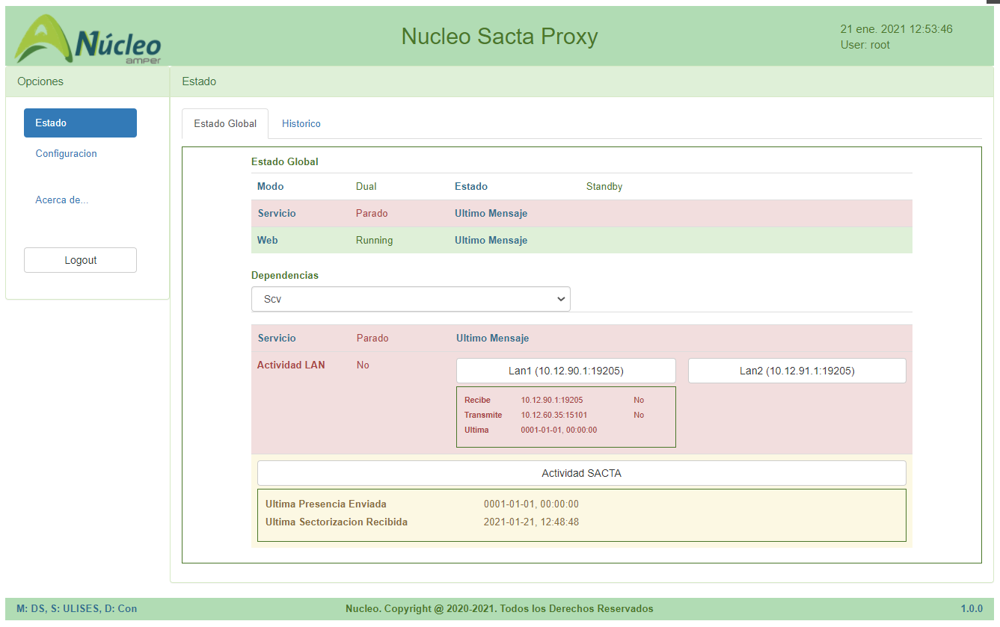 Núcleo
amper
Nucleo Sacta Proxy
21 ene. 2021 12:53:46
User: root
Opciones
Estado
Configuracion
Acerca de...
Logout
Estado
Estado Global Historico
Estado Global
Modo Dual Estado Standby
Servicio Parado Ultimo Mensaje
Web Running Ultimo Mensaje
Dependencias
Scv
Servicio Parado Ultimo Mensaje
Actividad LAN No Lan1 (10.12.90.1:19205) Lan2 (10.12.91.1:19205)
Recibe 10.12.90.1:19205 No
Transmite 10.12.60.35:15101 No
Ultima 0001-01-01, 00:00:00
Actividad SACTA
Ultima Presencia Enviada 0001-01-01, 00:00:00
Ultima Sectorizacion Recibida 2021-01-21, 12:48:48
M: DS, S: ULISES, D: Con Nucleo. Copyright @ 2020-2021. Todos los Derechos Reservados 1.0.0